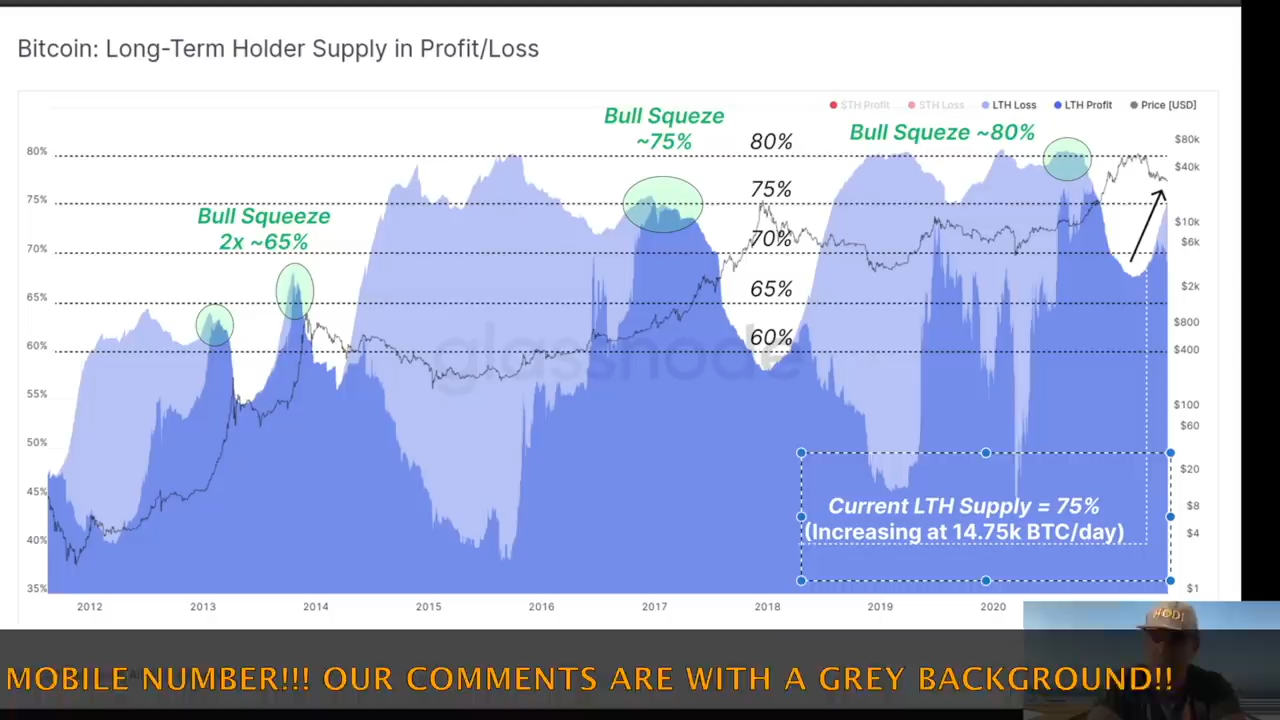 Bitcoin: Long-Term Holder Supply in Profit/Loss
STH Profit STH Loss LTH Loss LTH Profit Price [USD]
Bull Squeze
~75%
Bull Squeze ~80%
Bull Squeeze
2x ~65%
80%
75%
70%
65%
60%
80%
75%
70%
65%
60%
55%
50%
45%
40%
35%
$80k
$40k
$10k
$6k
$2k
$800
$400
$100
$60
$20
$8
$4
$1
glassnode
Current LTH Supply = 75%
(Increasing at 14.75k BTC/day)
2012 2013 2014 2015 2016 2017 2018 2019 2020
HODL
MOBILE NUMBER!!! OUR COMMENTS ARE WITH A GREY BACKGROUND!!